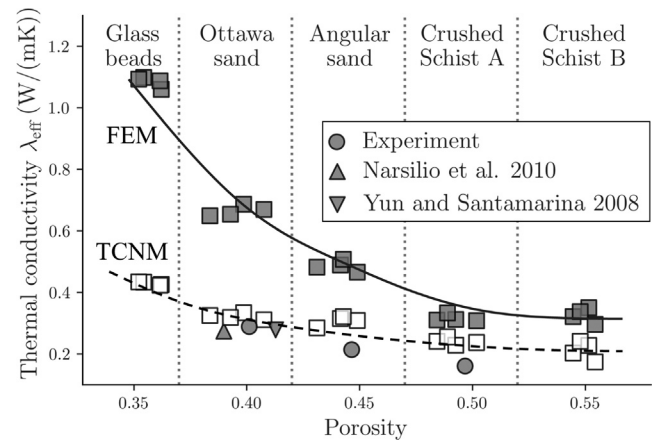 Glass beads
Ottawa sand
Angular sand
Crushed Schist A
Crushed Schist B
Thermal conductivity λeff (W/(mK))
1.2
1.0
0.8
0.6
0.4
0.2
FEM
TCNM
Experiment
Narsilio et al. 2010
Yun and Santamarina 2008
0.35
0.40
0.45
0.50
0.55
Porosity